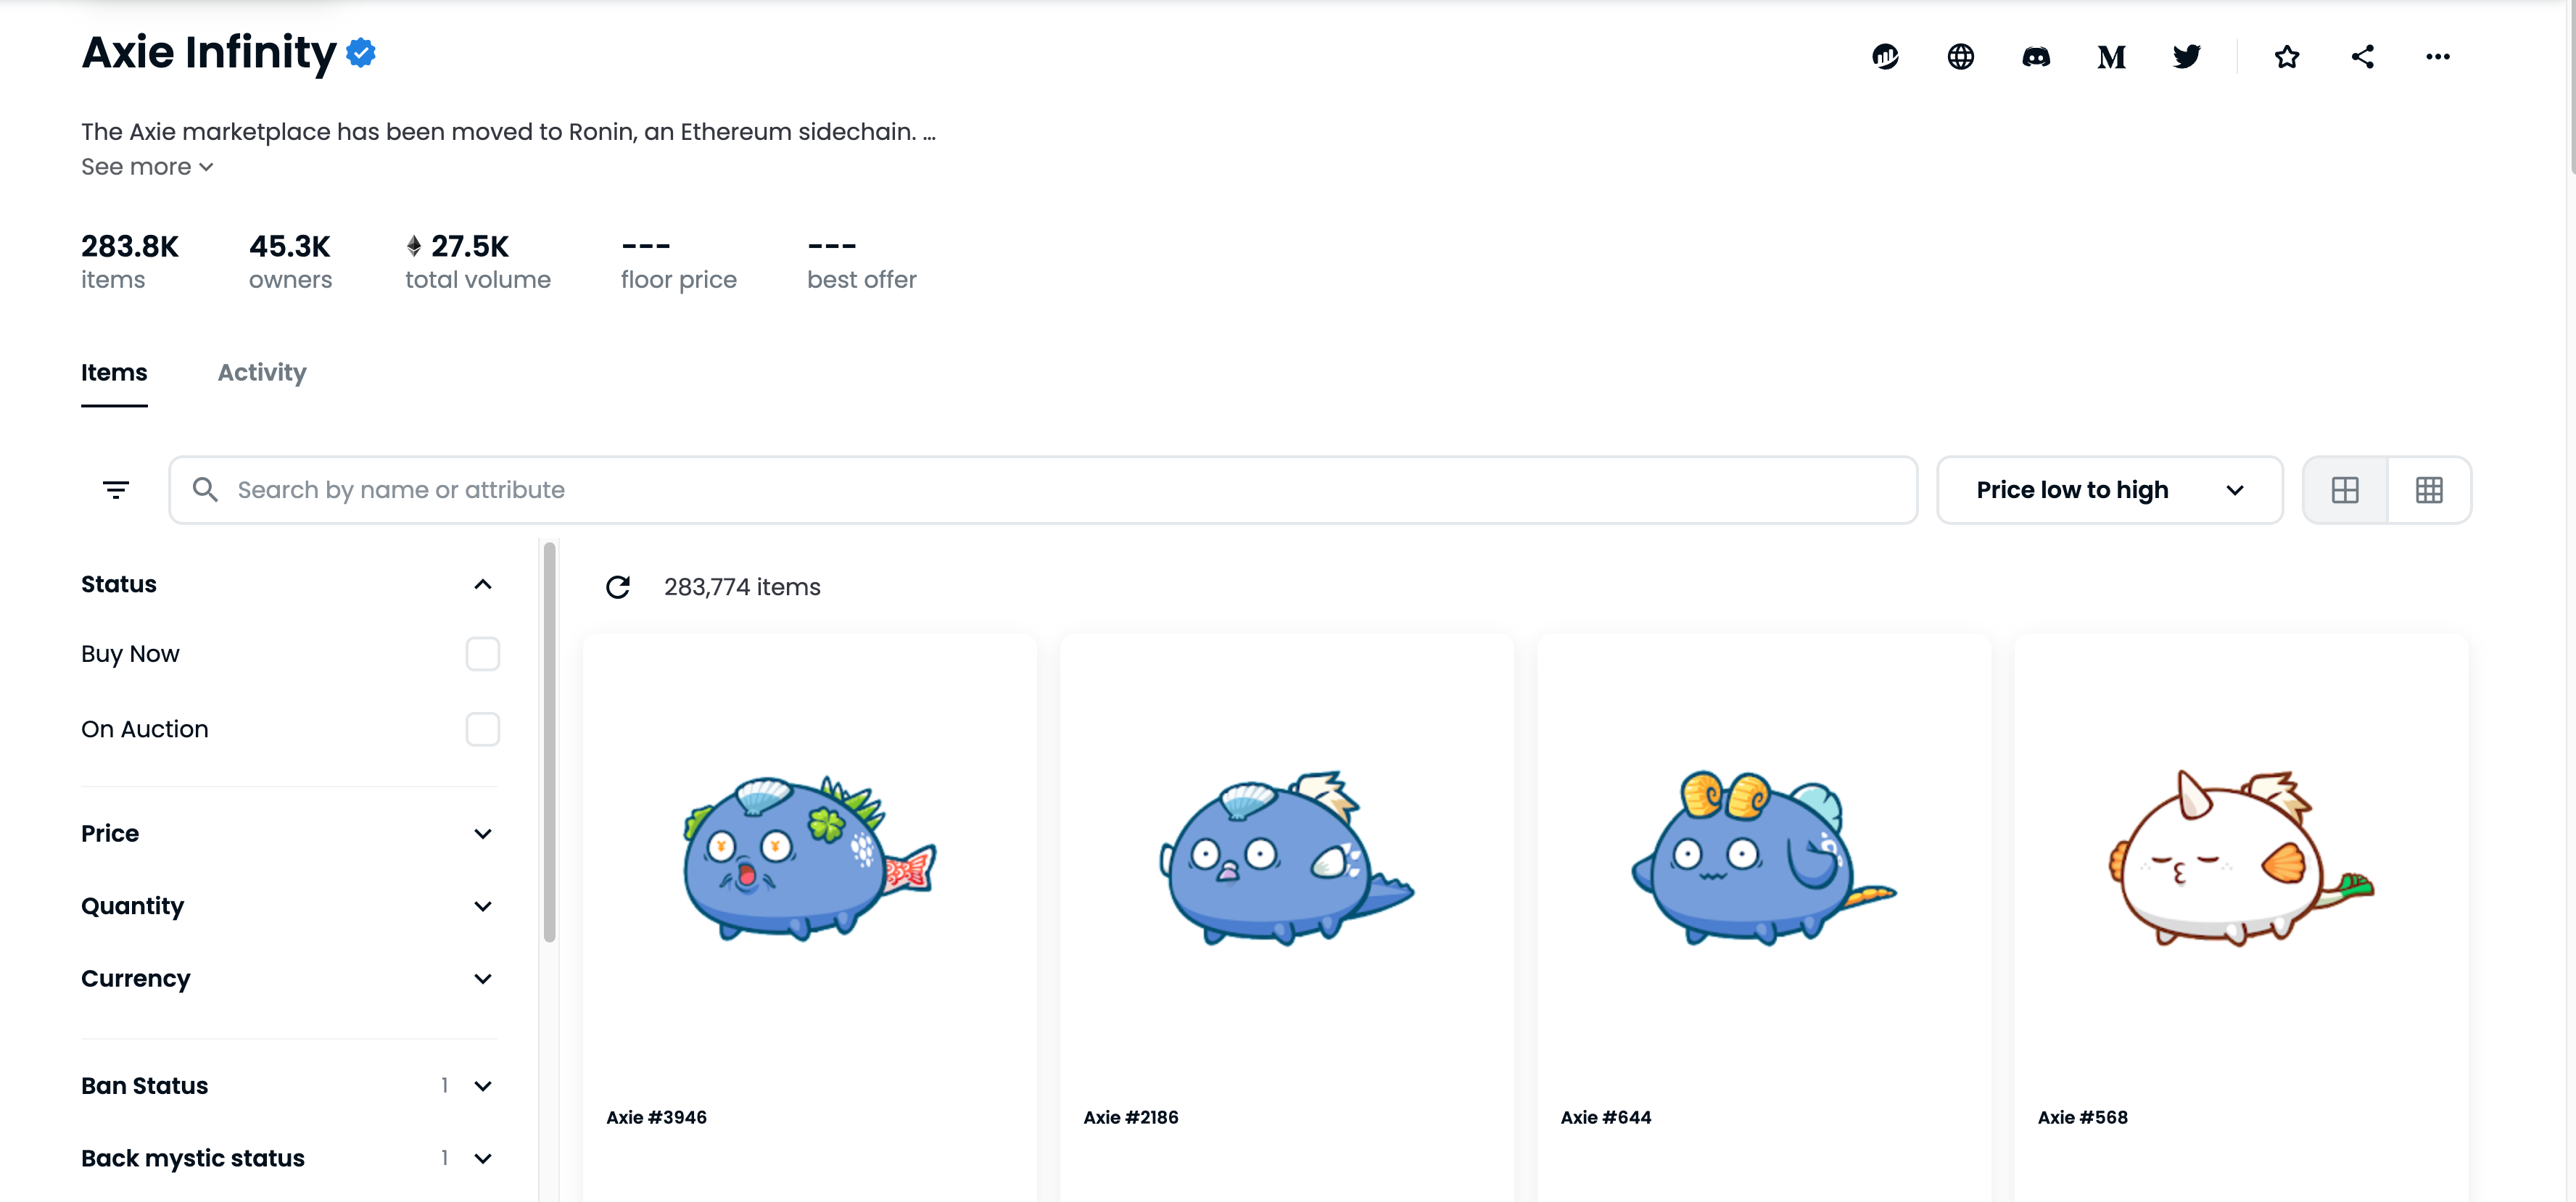 Axie Infinity
The Axie marketplace has been moved to Ronin, an Ethereum sidechain. ...
See more
283.8K 45.3K 27.5K --- ---
items owners total volume floor price best offer
Items Activity
Search by name or attribute Price low to high
Status
283,774 items
Buy Now
On Auction
Price
Quantity
Currency
Ban Status 1
Back mystic status 1
Axie #3946 Axie #2186 Axie #644 Axie #568